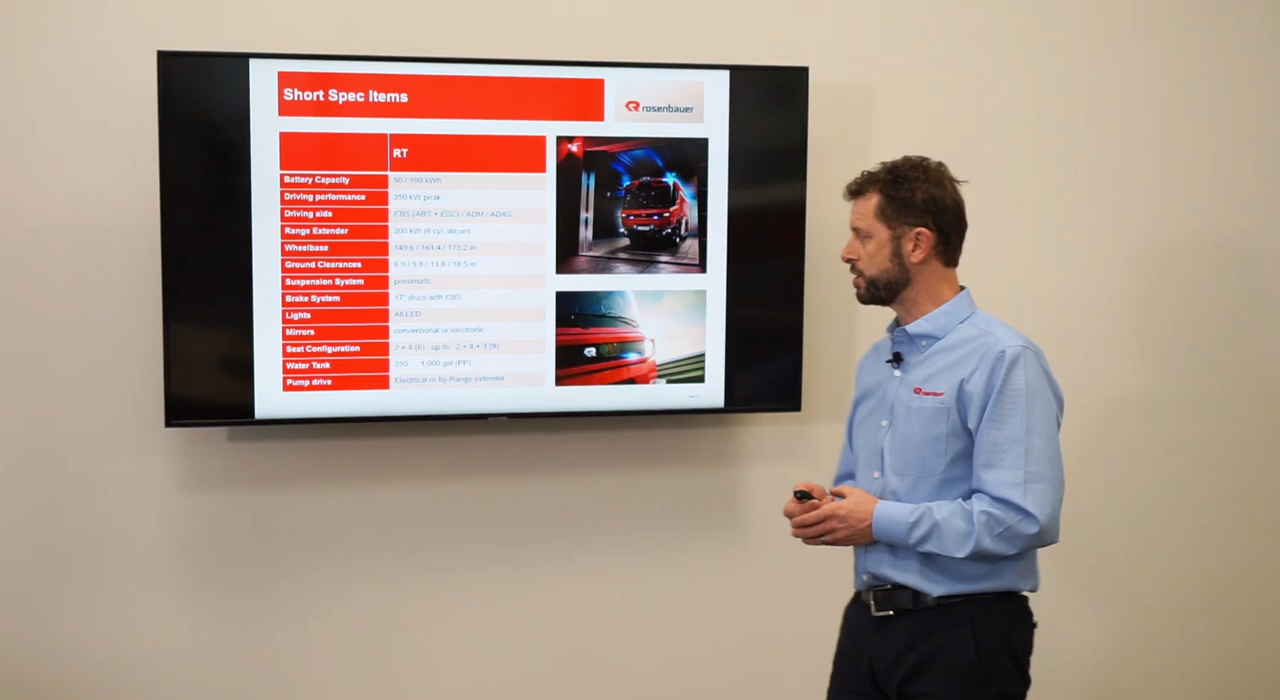 Short Spec Items
rosenbauer
RT
Battery Capacity 50 / 100 kWh
Driving performance 350 kW peak
Driving aids EBS (ABS + ESC) / ADM / ADAS
Range Extender 200 kW (6 cyl. diesel)
Wheelbase 149.6 / 161.4 / 173.2 in
Ground Clearances 6.9 / 9.8 / 13.8 / 18.5 in
Suspension System pneumatic
Brake System 17" discs with EBS
Lights All LED
Mirrors conventional or electronic
Seat Configuration 2 + 4 (6) up to 2 + 4 + 3 (9)
Water Tank 250 ... 1.000 gal (PP)
Pump drive Electrical or by Range extender
rosenbauer